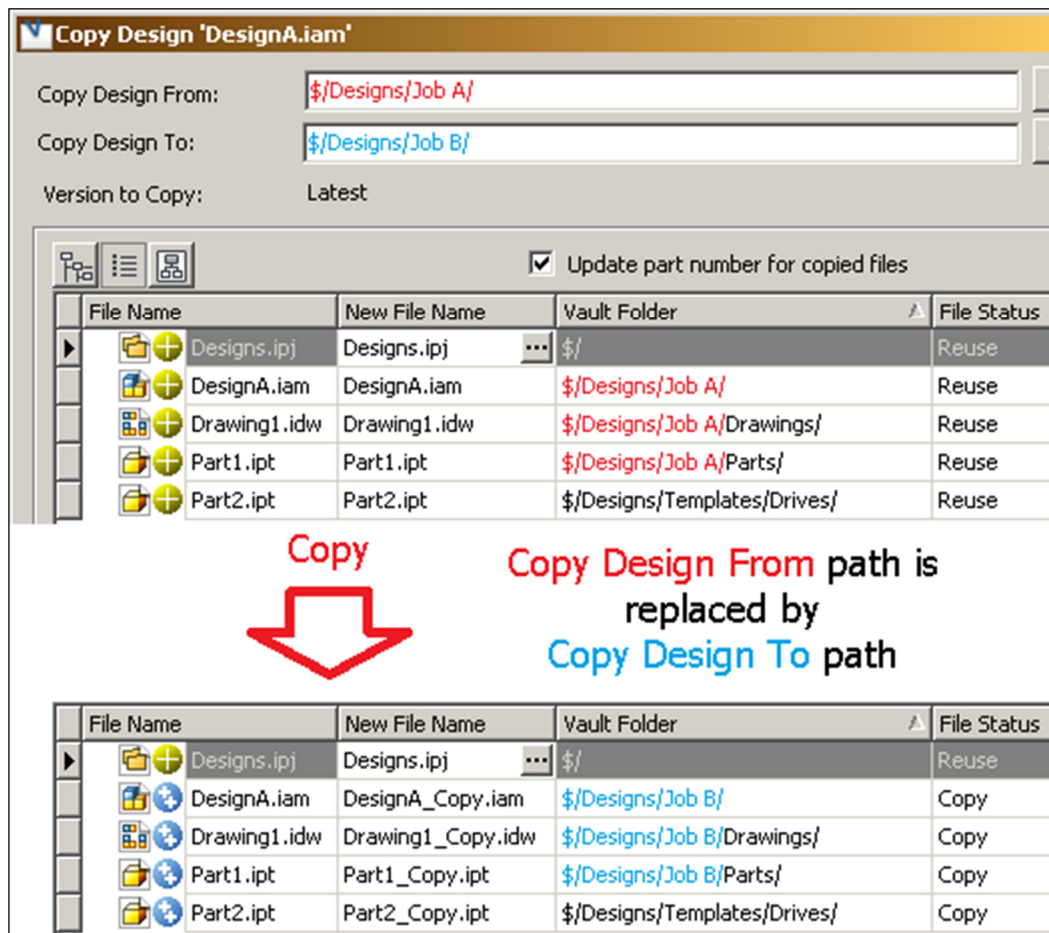 Copy Design 'DesignA.iam'
Copy Design From: $/Designs/Job A/
Copy Design To: $/Designs/Job B/
Version to Copy: Latest
Update part number for copied files
File Name New File Name Vault Folder File Status
Designs.ipj Designs.ipj ... $/ Reuse
DesignA.iam DesignA.iam $/Designs/Job A/ Reuse
Drawing1.idw Drawing1.idw $/Designs/Job A/Drawings/ Reuse
Part1.ipt Part1.ipt $/Designs/Job A/Parts/ Reuse
Part2.ipt Part2.ipt $/Designs/Templates/Drives/ Reuse
Copy
Copy Design From path is
replaced by
Copy Design To path
File Name New File Name Vault Folder File Status
Designs.ipj Designs.ipj ... $/ Reuse
DesignA.iam DesignA_Copy.iam $/Designs/Job B/ Copy
Drawing1.idw Drawing1_Copy.idw $/Designs/Job B/Drawings/ Copy
Part1.ipt Part1_Copy.ipt $/Designs/Job B/Parts/ Copy
Part2.ipt Part2_Copy.ipt $/Designs/Templates/Drives/ Copy